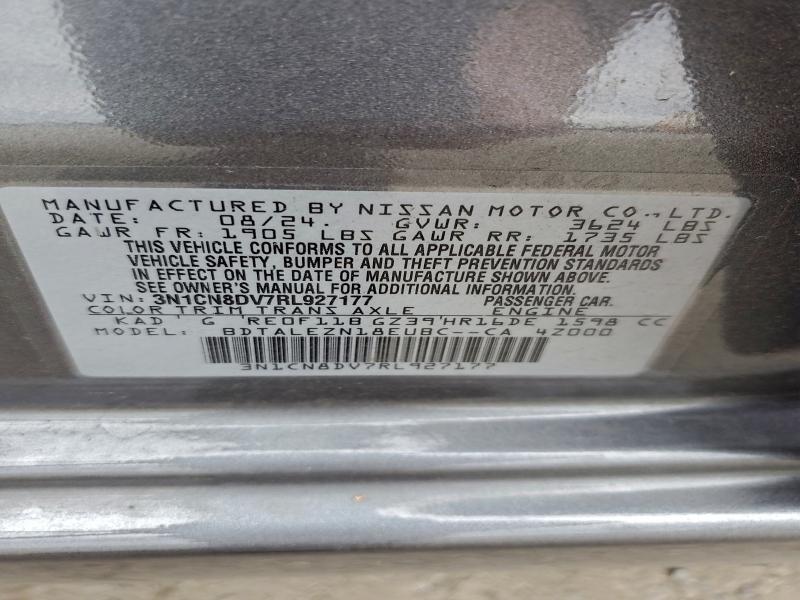 MANUFACTURED BY NISSAN MOTOR CO.,LTD.
DATE: 08/24. GVWR: 3624 LBS
GAWR FR: 1905 LBS GAWR RR: 1735 LBS
THIS VEHICLE CONFORMS TO ALL APPLICABLE FEDERAL MOTOR
VEHICLE SAFETY, BUMPER AND THEFT PREVENTION STANDARDS
IN EFFECT ON THE DATE OF MANUFACTURE SHOWN ABOVE.
SEE OWNER'S MANUAL FOR ADDITIONAL INFORMATION.
VIN: 3N1CN8DV7RL927177 PASSENGER CAR.
COLOR TRIM TRANS AXLE ENGINE
KAD G RE0F11B GZ39 HR16DE 1598 CC
MODEL: BDTALEZN18EUBC--CA 42000
3N1CN8DV7RL927177